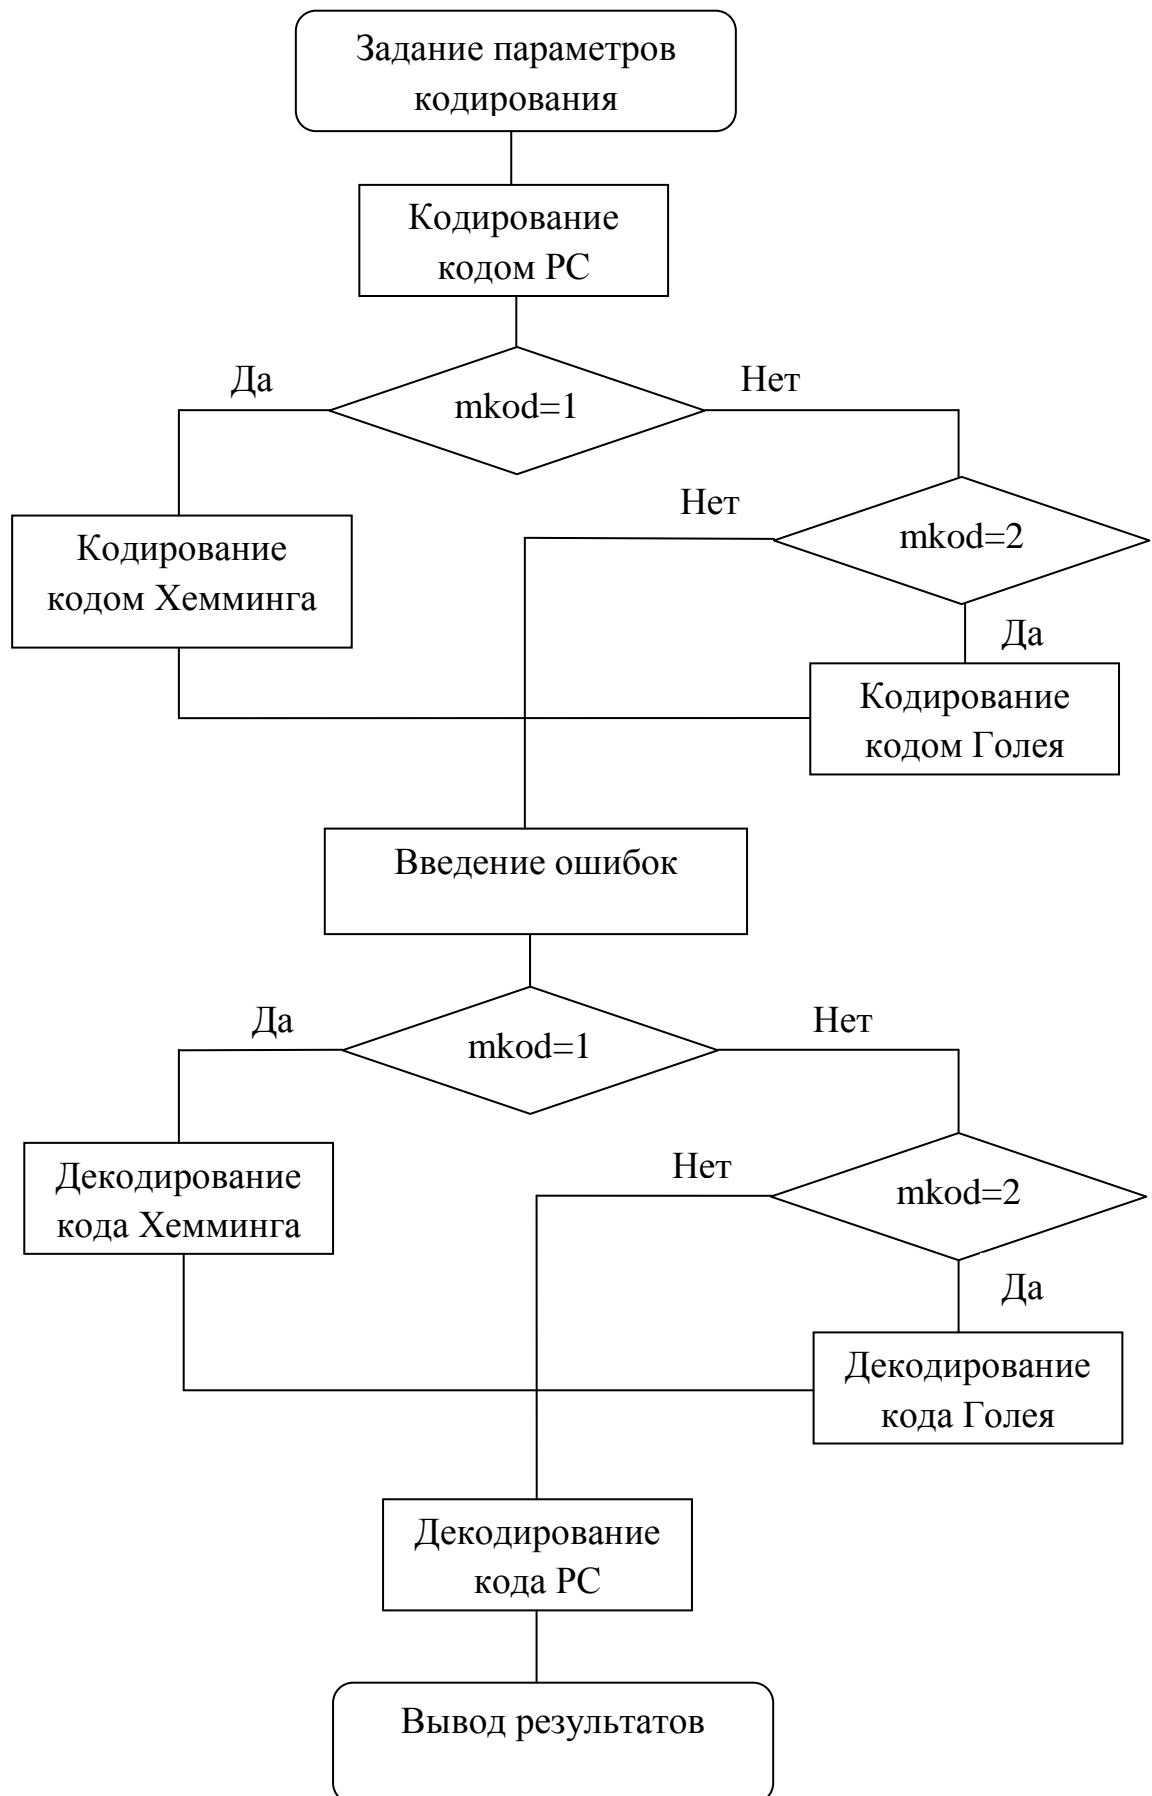 Задание параметров
кодирования
Кодирование
кодом РС
Да
Нет
mkod=1
Нет
mkod=2
Кодирование
кодом Хемминга
Да
Кодирование
кодом Голея
Введение ошибок
Да
Нет
mkod=1
Нет
mkod=2
Декодирование
кода Хемминга
Да
Декодирование
кода Голея
Декодирование
кода РС
Вывод результатов